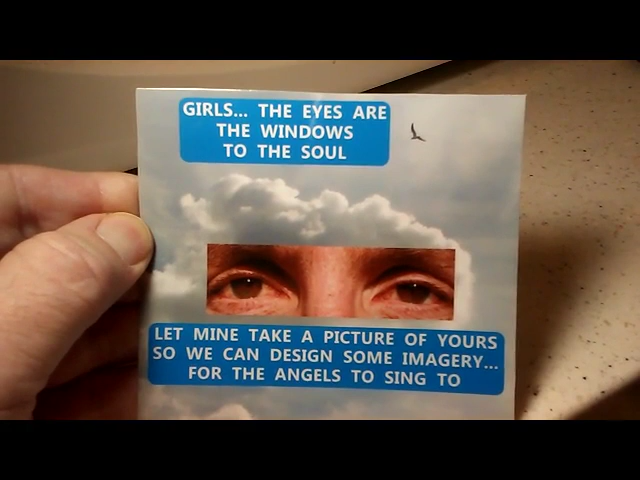 GIRLS... THE EYES ARE
THE WINDOWS
TO THE SOUL
LET MINE TAKE A PICTURE OF YOURS
SO WE CAN DESIGN SOME IMAGERY...
FOR THE ANGELS TO SING TO